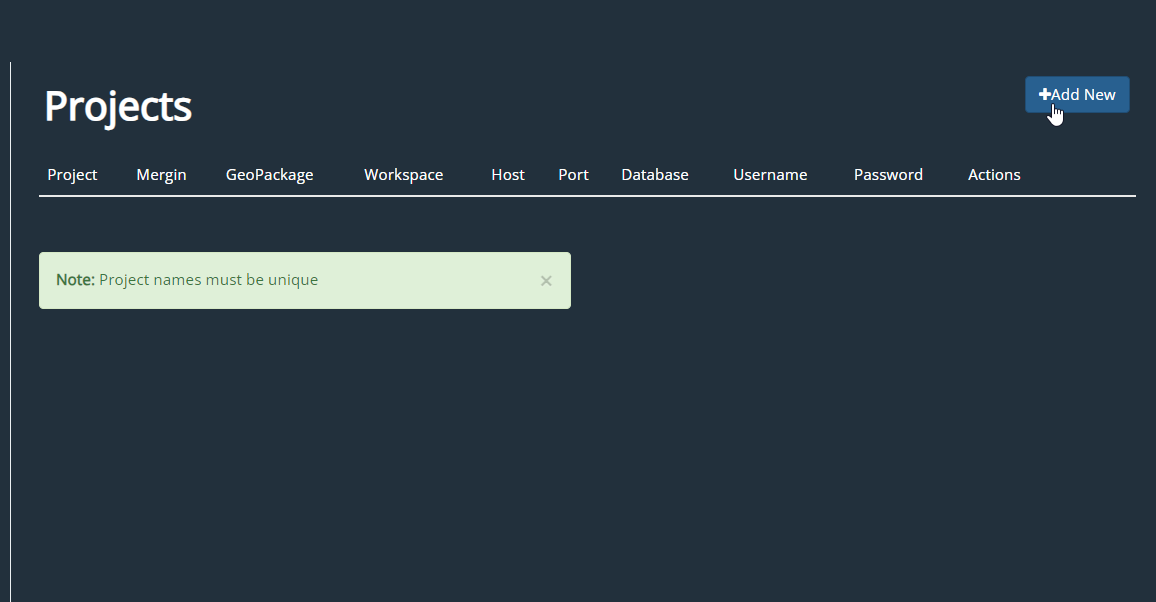 Projects
Add New
Project Mergin GeoPackage Workspace Host Port Database Username Password Actions
Note: Project names must be unique ×